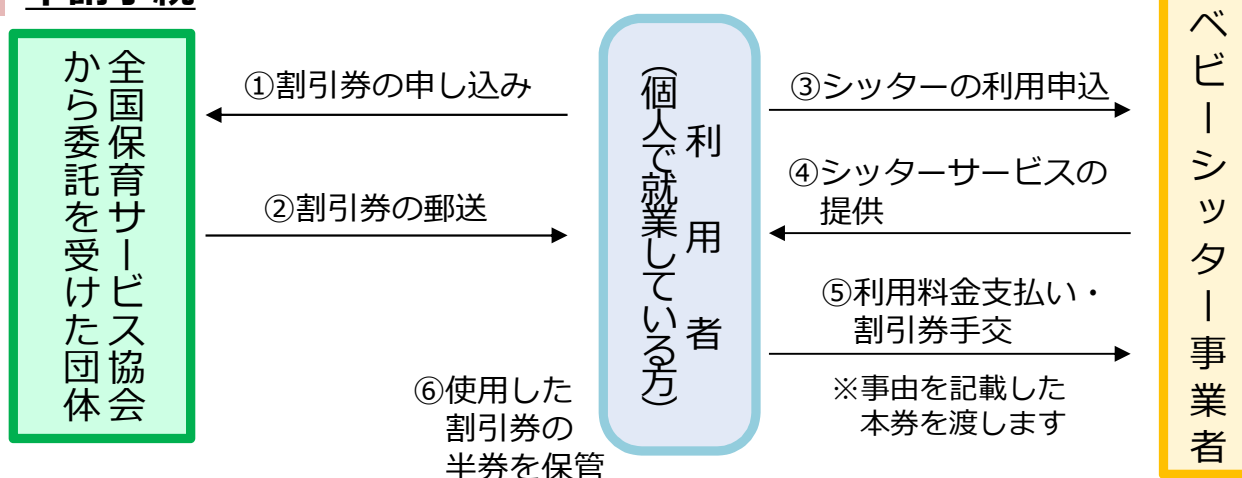 全国保育サービス協会
から委託を受けた団体
①割引券の申し込み
②割引券の郵送
利用者
(個人で就業している方)
③シッターの利用申込
④シッターサービスの
提供
⑤利用料金支払い・
割引券手交
※事由を記載した
本券を渡します
⑥使用した
割引券の
半券を保管
ベビーシッター事業者